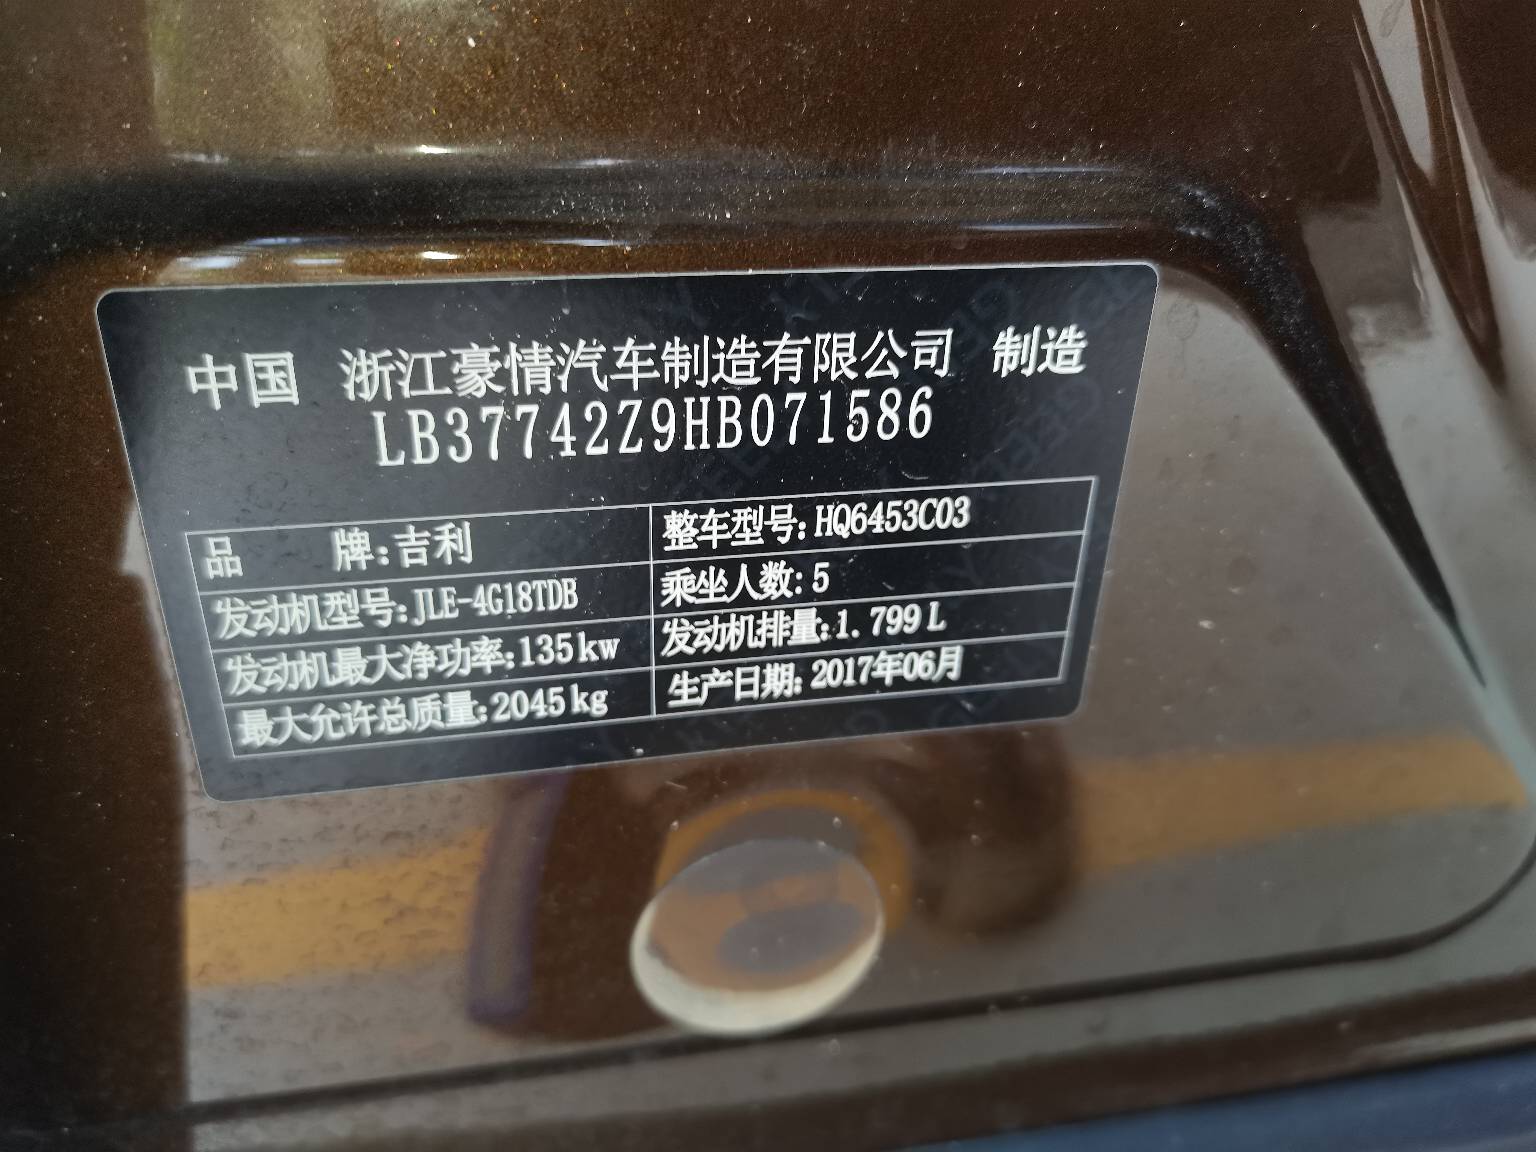 中国 浙江豪情汽车制造有限公司 制造
LB37742Z9HB071586
品 牌:吉利 整车型号:HQ6453C03
发动机型号:JLE-4G18TDB 乘坐人数:5
发动机最大净功率:135kw 发动机排量:1.799L
最大允许总质量:2045kg 生产日期:2017年06月